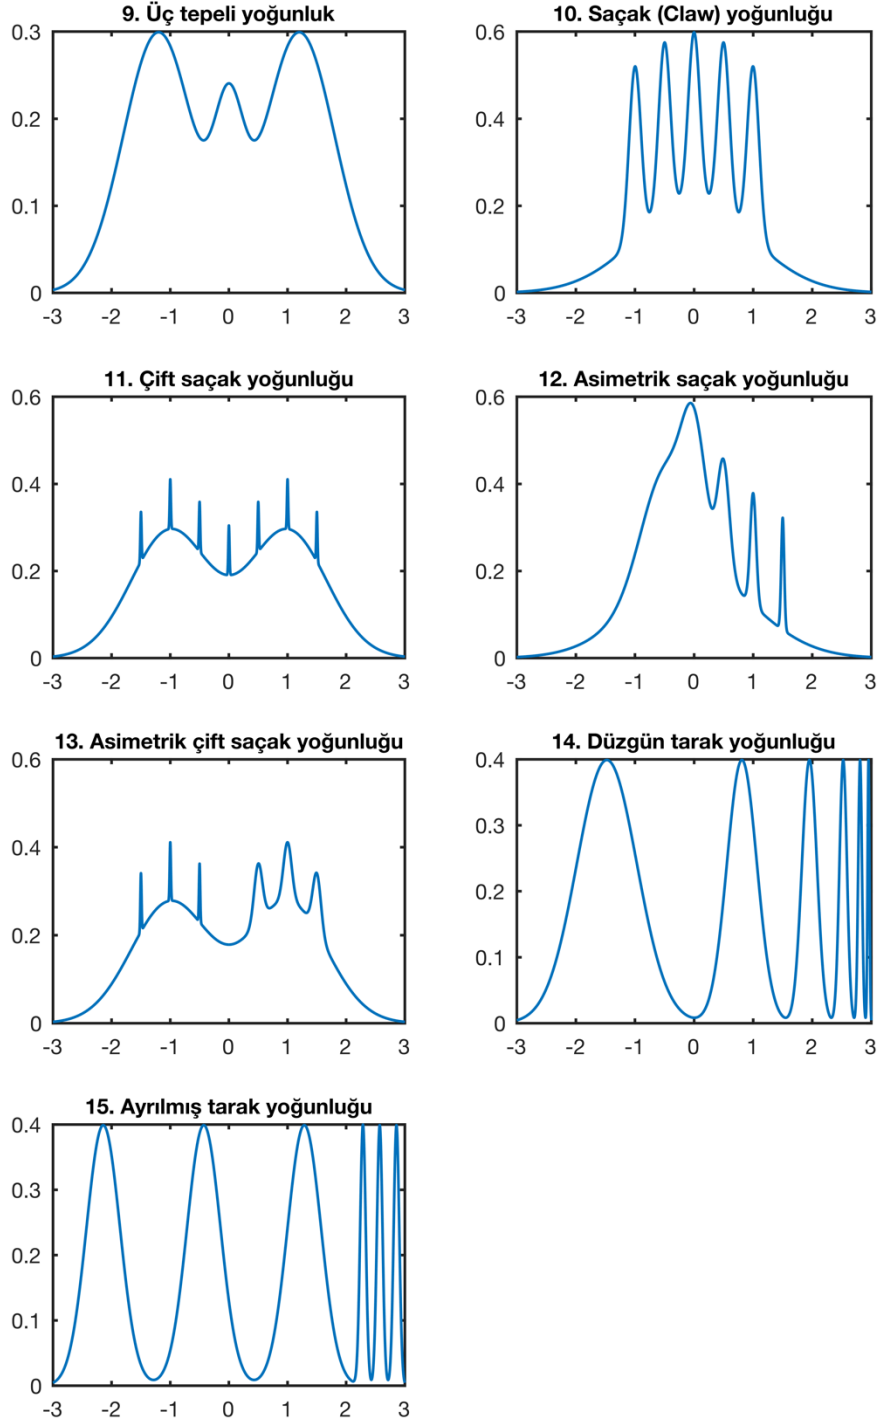 9. Üç tepeli yoğunluk
0.3
0.2
0.1
0
-3 -2 -1 0 1 2 3
10. Saçak (Claw) yoğunluğu
0.6
0.4
0.2
0
-3 -2 -1 0 1 2 3
11. Çift saçak yoğunluğu
0.6
0.4
0.2
0
-3 -2 -1 0 1 2 3
12. Asimetrik saçak yoğunluğu
0.6
0.4
0.2
0
-3 -2 -1 0 1 2 3
13. Asimetrik çift saçak yoğunluğu
0.6
0.4
0.2
0
-3 -2 -1 0 1 2 3
14. Düzgün tarak yoğunluğu
0.4
0.3
0.2
0.1
0
-3 -2 -1 0 1 2 3
15. Ayrılmış tarak yoğunluğu
0.4
0.3
0.2
0.1
0
-3 -2 -1 0 1 2 3